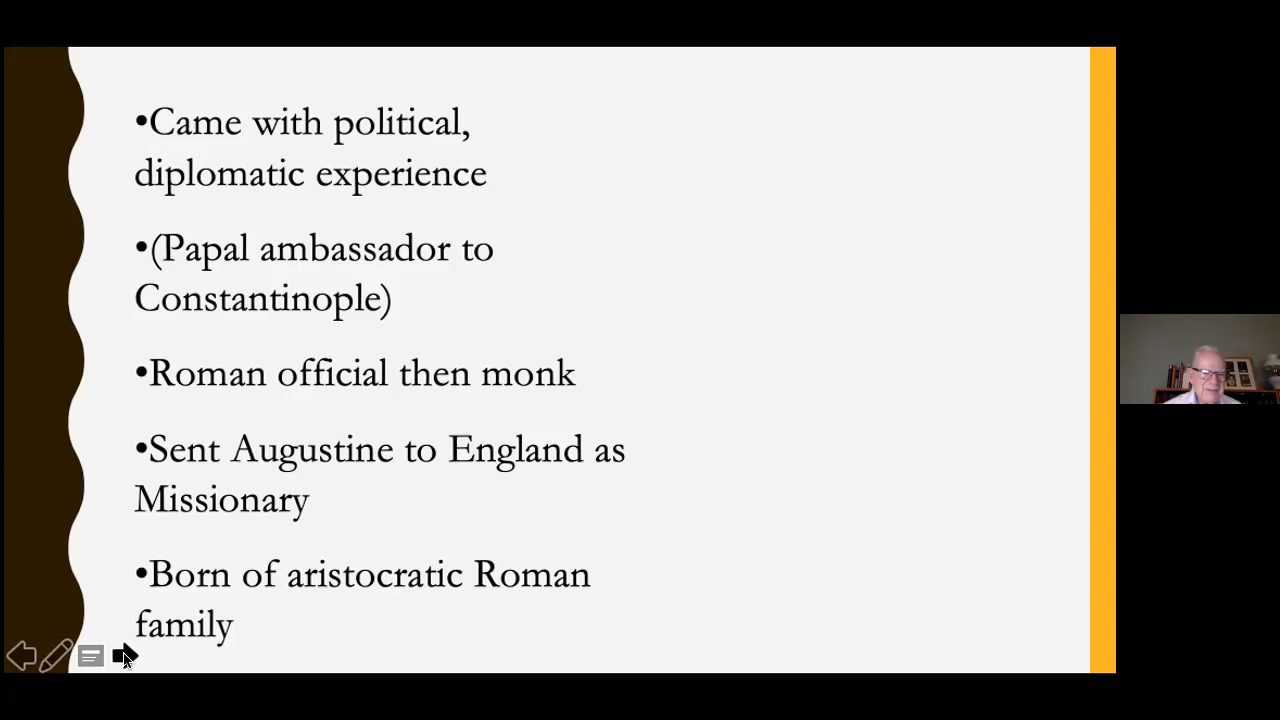 •Came with political,
diplomatic experience
•(Papal ambassador to
Constantinople)
•Roman official then monk
•Sent Augustine to England as
Missionary
•Born of aristocratic Roman
family